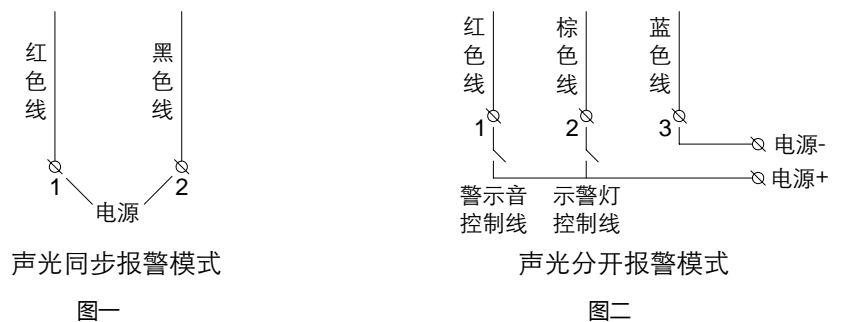 红色线
黑色线
1
2
电源
声光同步报警模式
图一
红色线
棕色线
蓝色线
1
2
3
电源-
电源+
警示音
控制线
示警灯
控制线
声光分开报警模式
图二